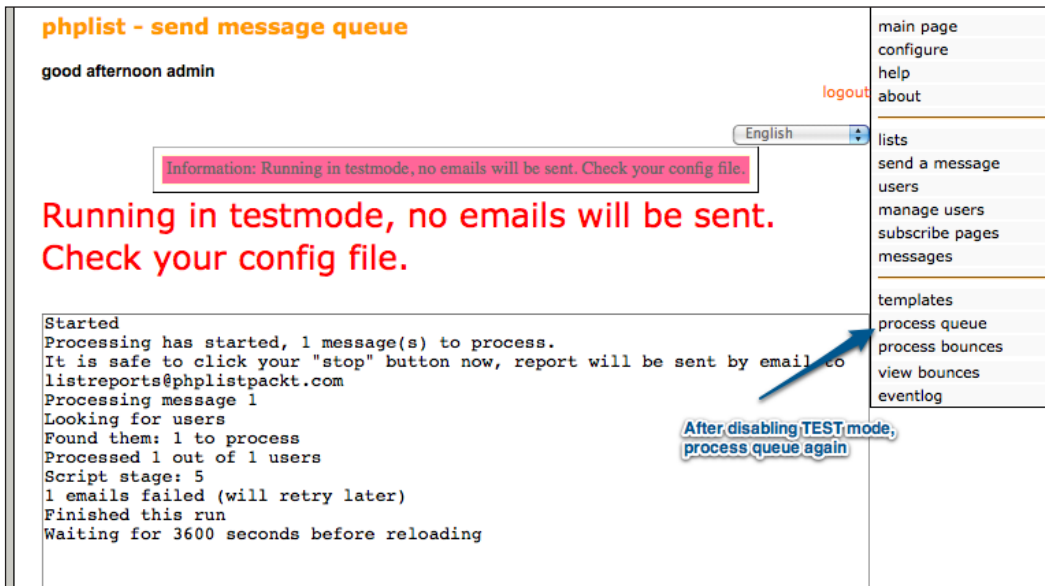 phplist - send message queue
good afternoon admin
logout
English
Information: Running in testmode, no emails will be sent. Check your config file.
Running in testmode, no emails will be sent.
Check your config file.
Started
Processing has started, 1 message(s) to process.
It is safe to click your "stop" button now, report will be sent by email to
listreports@phplistpackt.com
Processing message 1
Looking for users
Found them: 1 to process
Processed 1 out of 1 users
Script stage: 5
1 emails failed (will retry later)
Finished this run
Waiting for 3600 seconds before reloading
After disabling TEST mode,
process queue again
main page
configure
help
about
lists
send a message
users
manage users
subscribe pages
messages
templates
process queue
process bounces
view bounces
eventlog